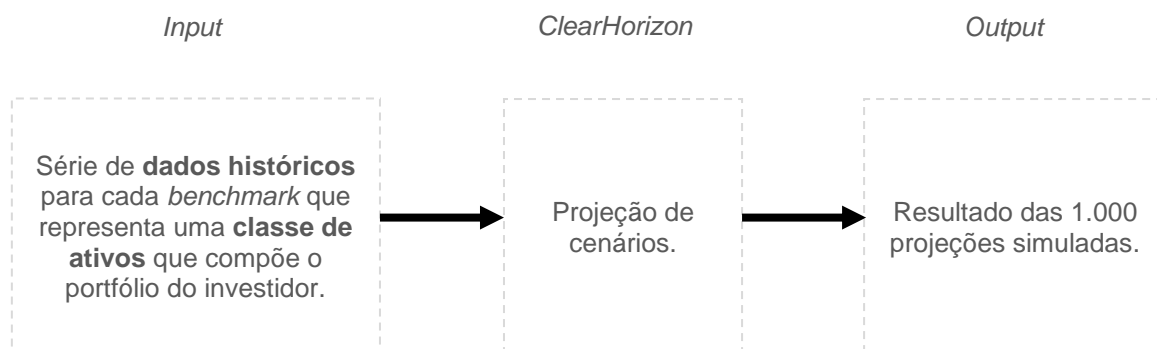 Input
ClearHorizon
Output
Série de dados históricos
para cada benchmark que
representa uma classe de
ativos que compõe o
portfólio do investidor.
Projeção de
cenários.
Resultado das 1.000
projeções simuladas.